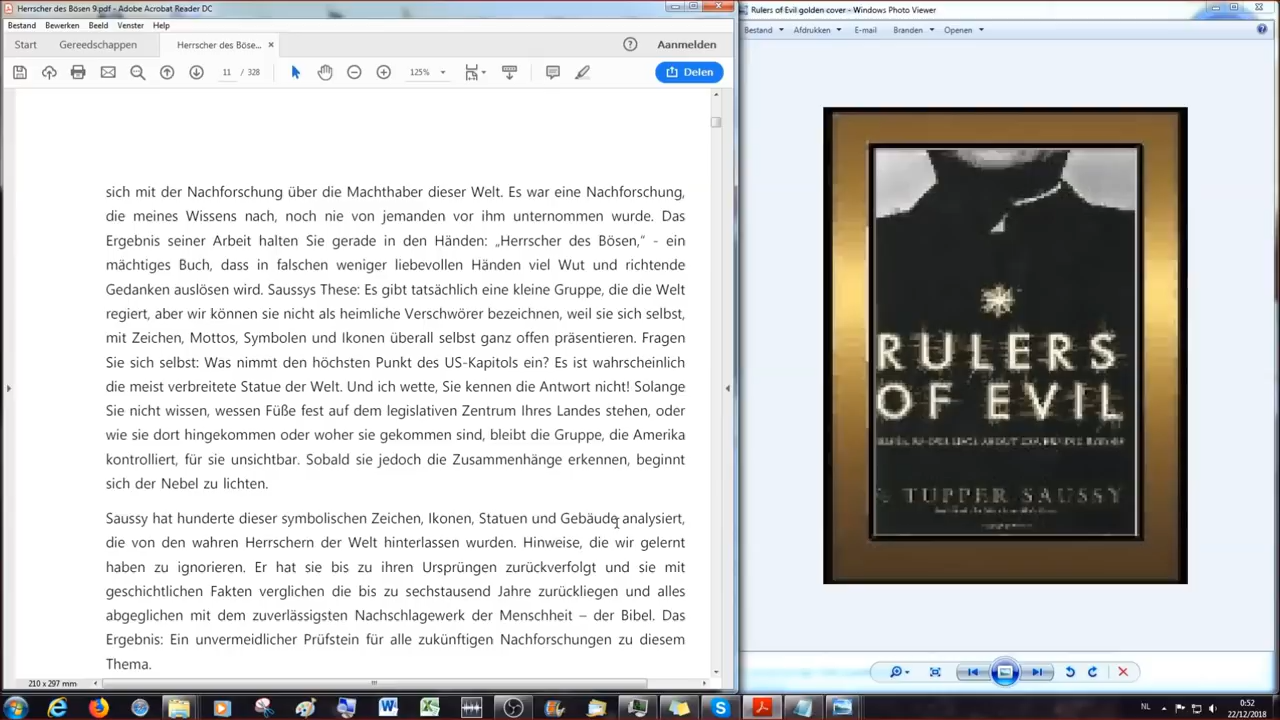 Herrscher des Bösen 9.pdf - Adobe Acrobat Reader DC
Bestand Bewerken Beeld Venster Help
Start Gereedschappen Herrscher des Böse... × Aanmelden
11 / 328 125% Delen
sich mit der Nachforschung über die Machthaber dieser Welt. Es war eine Nachforschung,
die meines Wissens nach, noch nie von jemanden vor ihm unternommen wurde. Das
Ergebnis seiner Arbeit halten Sie gerade in den Händen: „Herrscher des Bösen,“ - ein
mächtiges Buch, dass in falschen weniger liebevollen Händen viel Wut und richtende
Gedanken auslösen wird. Saussys These: Es gibt tatsächlich eine kleine Gruppe, die die Welt
regiert, aber wir können sie nicht als heimliche Verschwörer bezeichnen, weil sie sich selbst,
mit Zeichen, Mottos, Symbolen und Ikonen überall selbst ganz offen präsentieren. Fragen
Sie sich selbst: Was nimmt den höchsten Punkt des US-Kapitols ein? Es ist wahrscheinlich
die meist verbreitete Statue der Welt. Und ich wette, Sie kennen die Antwort nicht! Solange
Sie nicht wissen, wessen Füße fest auf dem legislativen Zentrum Ihres Landes stehen, oder
wie sie dort hingekommen oder woher sie gekommen sind, bleibt die Gruppe, die Amerika
kontrolliert, für sie unsichtbar. Sobald sie jedoch die Zusammenhänge erkennen, beginnt
sich der Nebel zu lichten.
Saussy hat hunderte dieser symbolischen Zeichen, Ikonen, Statuen und Gebäude analysiert,
die von den wahren Herrschern der Welt hinterlassen wurden. Hinweise, die wir gelernt
haben zu ignorieren. Er hat sie bis zu ihren Ursprüngen zurückverfolgt und sie mit
geschichtlichen Fakten verglichen die bis zu sechstausend Jahre zurückliegen und alles
abgeglichen mit dem zuverlässigsten Nachschlagewerk der Menschheit – der Bibel. Das
Ergebnis: Ein unvermeidlicher Prüfstein für alle zukünftigen Nachforschungen zu diesem
Thema.
210 x 297 mm
Rulers of Evil golden cover - Windows Photo Viewer
Bestand Afdrukken E-mail Branden Openen
RULERS
OF EVIL
TUPPER SAUSSY
NL 0:52
22/12/2018